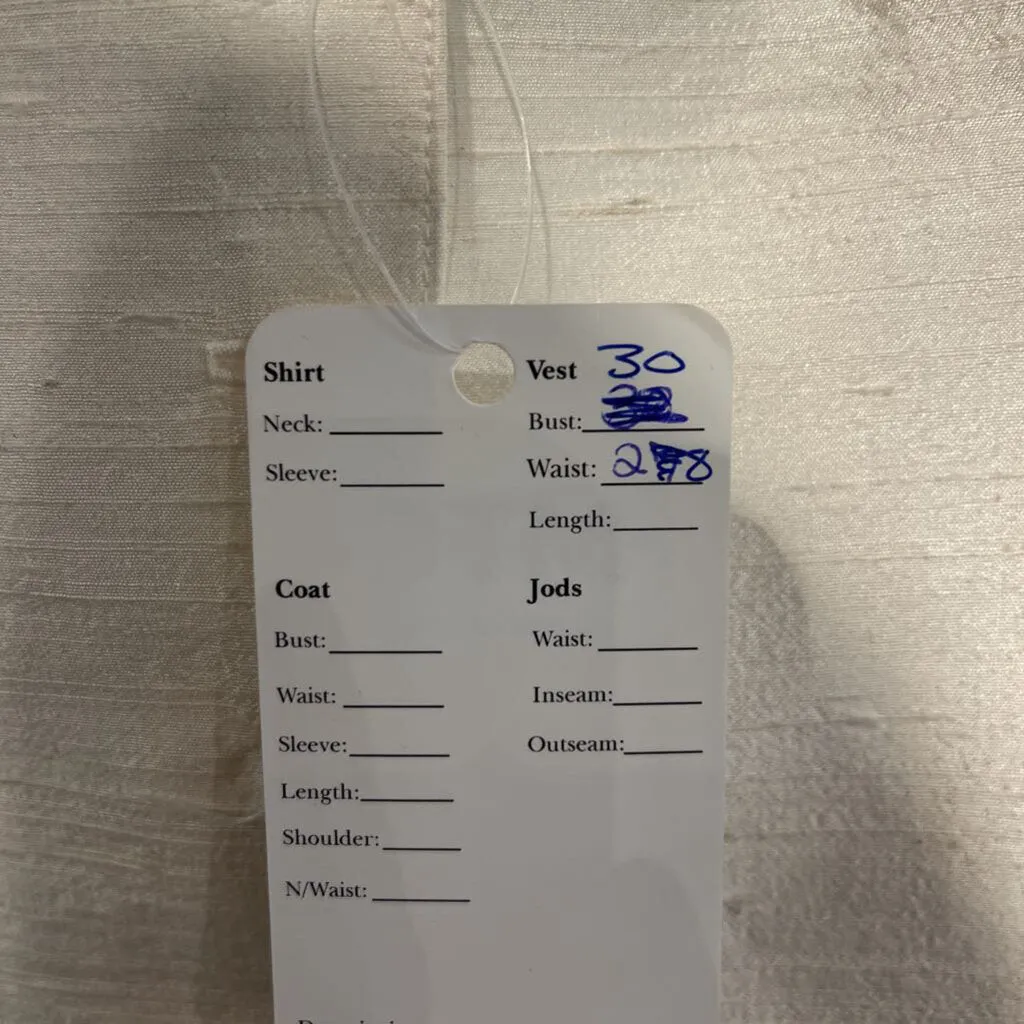 Shirt
Neck:
Sleeve:
Vest 30
Bust:
Waist: 28
Length:
Coat
Bust:
Waist:
Sleeve:
Length:
Shoulder:
N/Waist:
Jods
Waist:
Inseam:
Outseam: